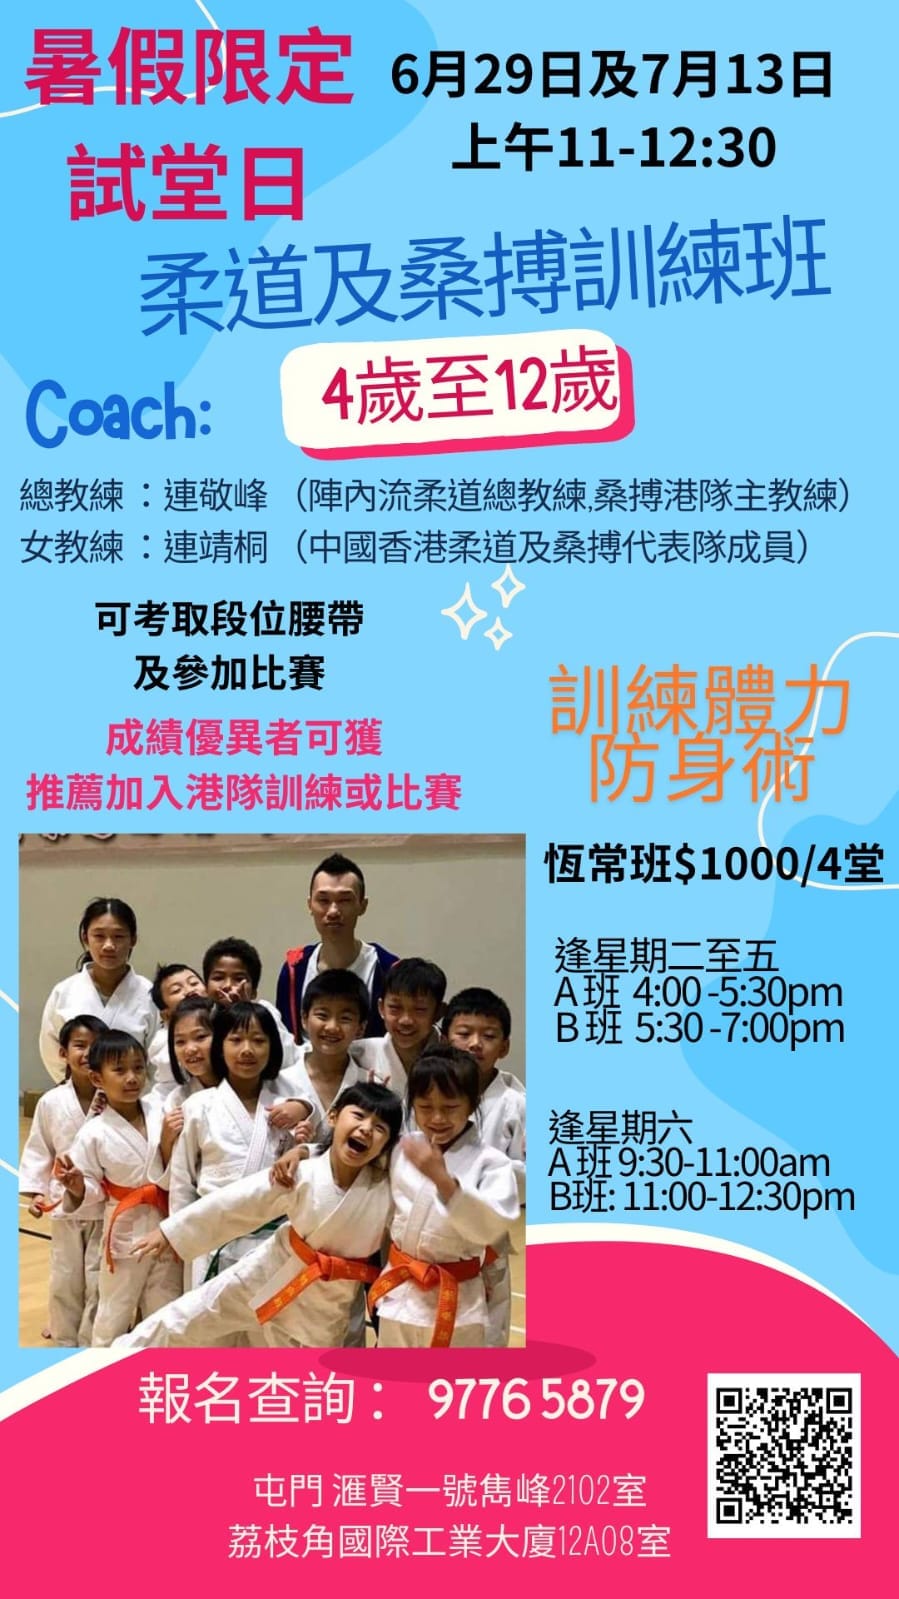 暑假限定
試堂日
6月29日及7月13日
上午11-12:30
柔道及桑搏訓練班
4歲至12歲
Coach:
總教練：連敬峰（陣內流柔道總教練,桑搏港隊主教練）
女教練：連靖桐（中國香港柔道及桑搏代表隊成員）
可考取段位腰帶
及參加比賽
成績優異者可獲
推薦加入港隊訓練或比賽
訓練體力
防身術
恆常班$1000/4堂
逢星期二至五
A班 4:00-5:30pm
B班 5:30-7:00pm
逢星期六
A班 9:30-11:00am
B班: 11:00-12:30pm
報名查詢： 9776 5879
屯門 滙賢一號雋峰2102室
荔枝角國際工業大廈12A08室